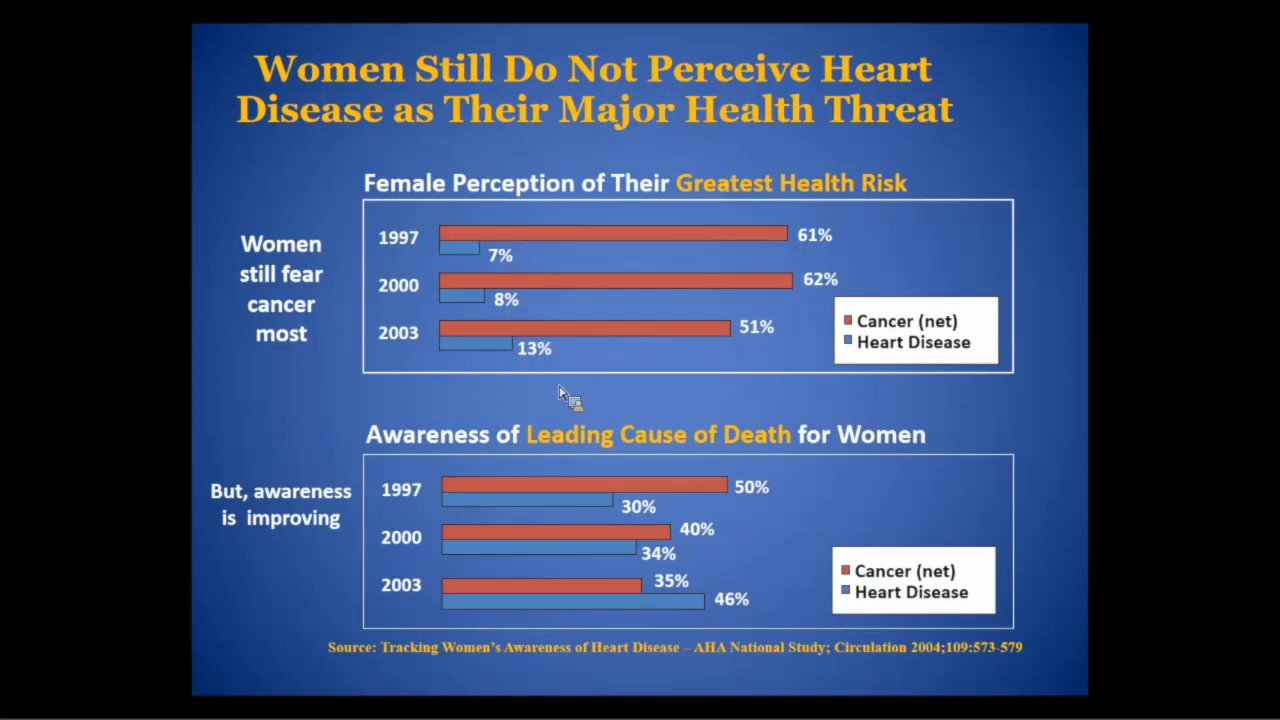 Women Still Do Not Perceive Heart
Disease as Their Major Health Threat
Female Perception of Their Greatest Health Risk
Women
still fear
cancer
most
1997
61%
7%
2000
62%
8%
2003
51%
13%
Cancer (net)
Heart Disease
Awareness of Leading Cause of Death for Women
But, awareness
is improving
1997
50%
30%
2000
40%
34%
2003
35%
46%
Cancer (net)
Heart Disease
Source: Tracking Women's Awareness of Heart Disease – AHA National Study; Circulation 2004;109:573-579